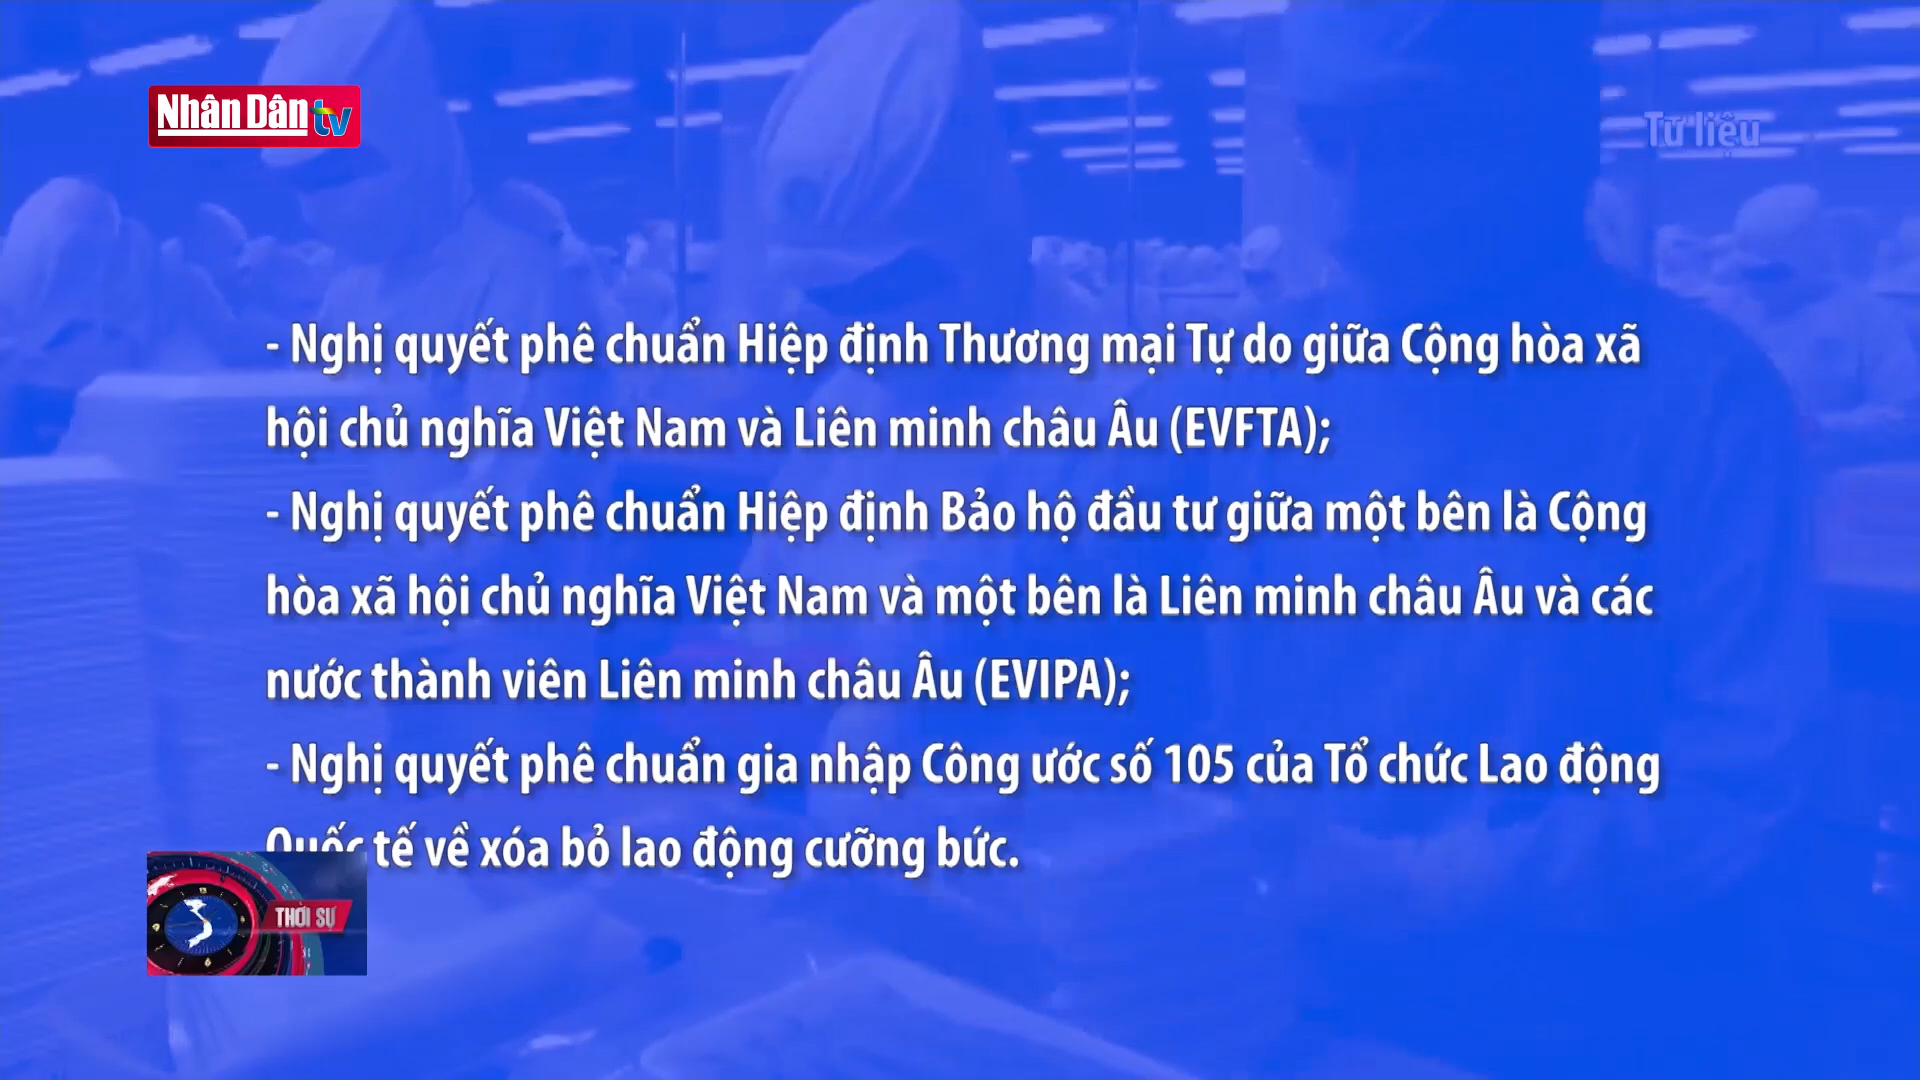 Nhân Dân tv
Tư liệu
- Nghị quyết phê chuẩn Hiệp định Thương mại Tự do giữa Cộng hòa xã
hội chủ nghĩa Việt Nam và Liên minh châu Âu (EVFTA);
- Nghị quyết phê chuẩn Hiệp định Bảo hộ đầu tư giữa một bên là Cộng
hòa xã hội chủ nghĩa Việt Nam và một bên là Liên minh châu Âu và các
nước thành viên Liên minh châu Âu (EVIPA);
- Nghị quyết phê chuẩn gia nhập Công ước số 105 của Tổ chức Lao động
Quốc tế về xóa bỏ lao động cưỡng bức.
THỜI SỰ